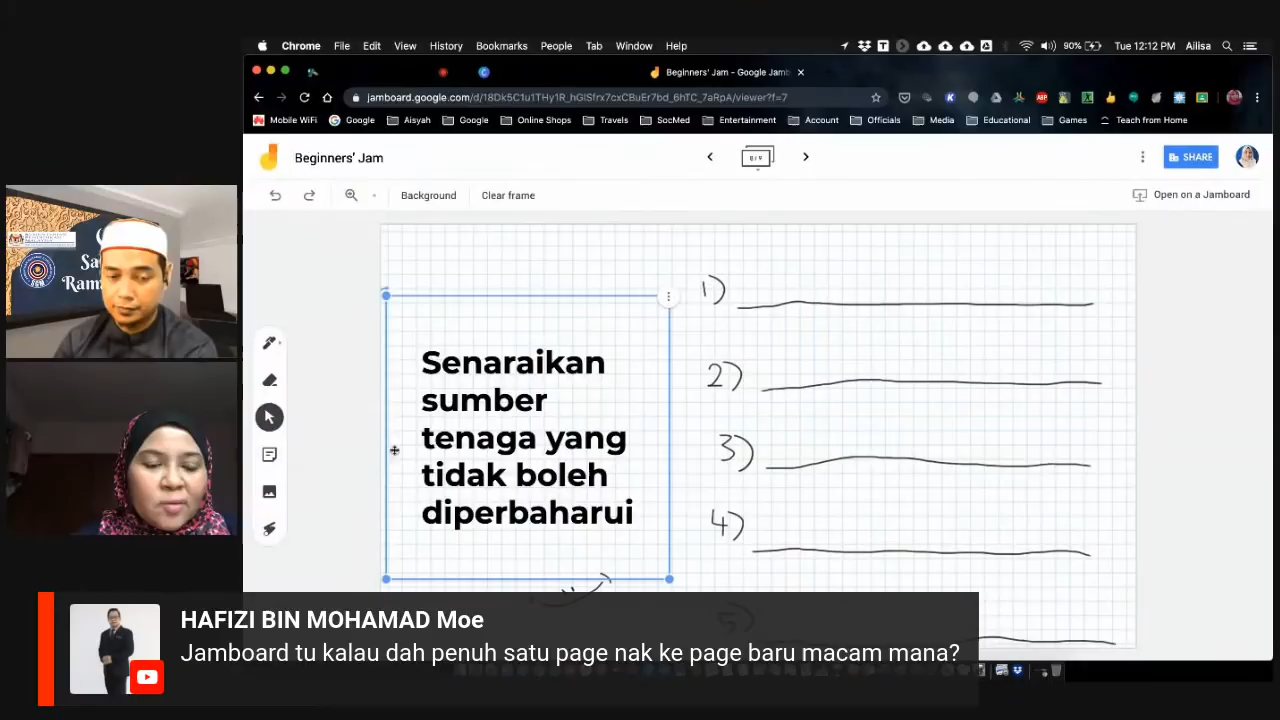 Chrome File Edit View History Bookmarks People Tab Window Help
90% Tue 12:12 PM Ailisa
Beginners' Jam - Google Jamb
jamboard.google.com/d/18Dk5C1u1THy1R_hGlSfrx7cxCBuEr7bd_6hTC_7aRpA/viewer?f=7
Mobile WiFi Google Aisyah Google Online Shops Travels SocMed Entertainment Account Officials Media Educational Games Teach from Home
Beginners' Jam
8/9
SHARE
Background Clear frame
Open on a Jamboard
Senaraikan
sumber
tenaga yang
tidak boleh
diperbaharui
1)
2)
3)
4)
5)
HAFIZI BIN MOHAMAD Moe
Jamboard tu kalau dah penuh satu page nak ke page baru macam mana?